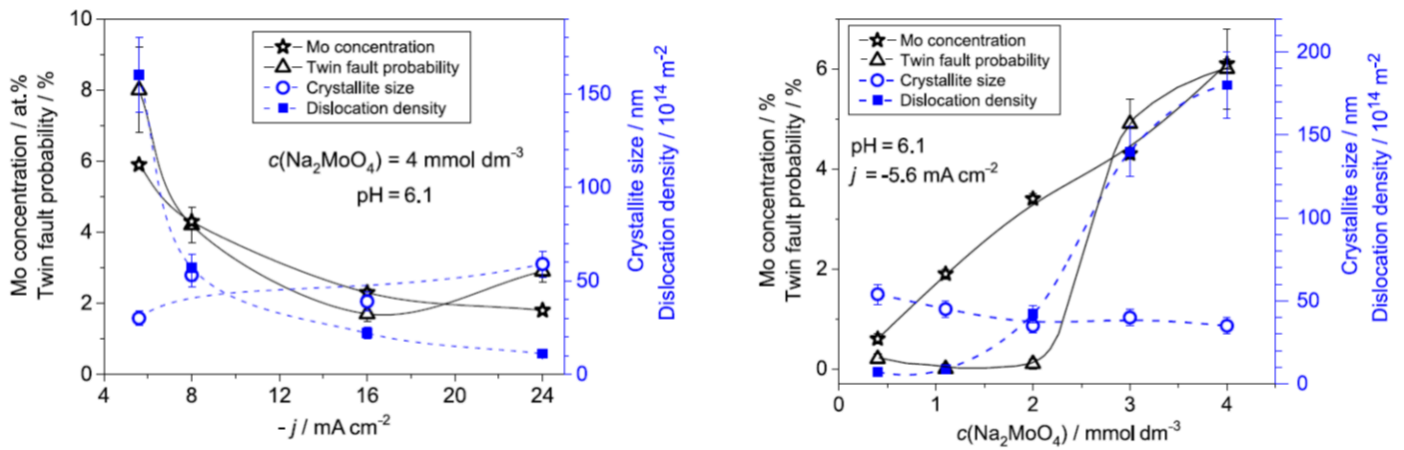 10
8
6
4
2
0
Mo concentration / at.%
Twin fault probability / %
Mo concentration
Twin fault probability
Crystallite size
Dislocation density
c(Na₂MoO₄) = 4 mmol dm⁻³
pH = 6.1
150
100
50
0
Crystallite size / nm
Dislocation density / 10¹⁴ m⁻²
4
8
12
16
20
24
- j / mA cm⁻²
6
4
2
0
Mo concentration / %
Twin fault probability / %
Mo concentration
Twin fault probability
Crystallite size
Dislocation density
pH = 6.1
j = -5.6 mA cm⁻²
200
150
100
50
0
Crystallite size / nm
Dislocation density / 10¹⁴ m⁻²
0
1
2
3
4
c(Na₂MoO₄) / mmol dm⁻³